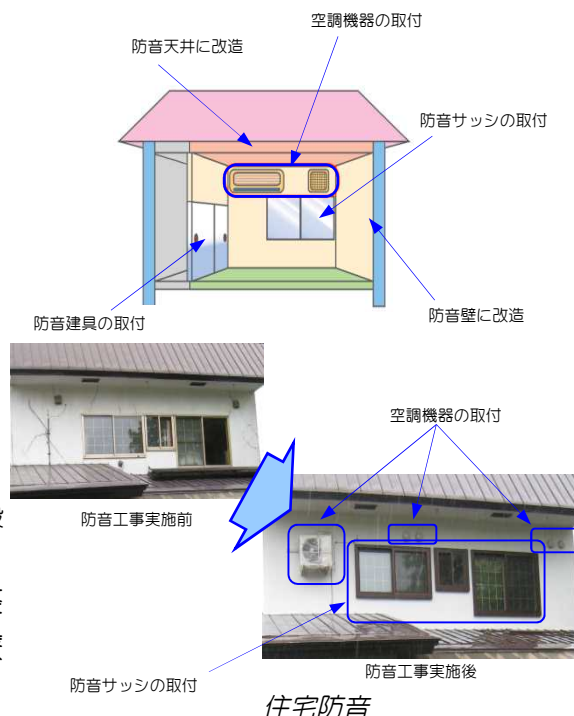 空調機器の取付
防音天井に改造
防音サッシの取付
防音建具の取付
防音壁に改造
空調機器の取付
防音工事実施前
防音工事実施後
防音サッシの取付
住宅防音